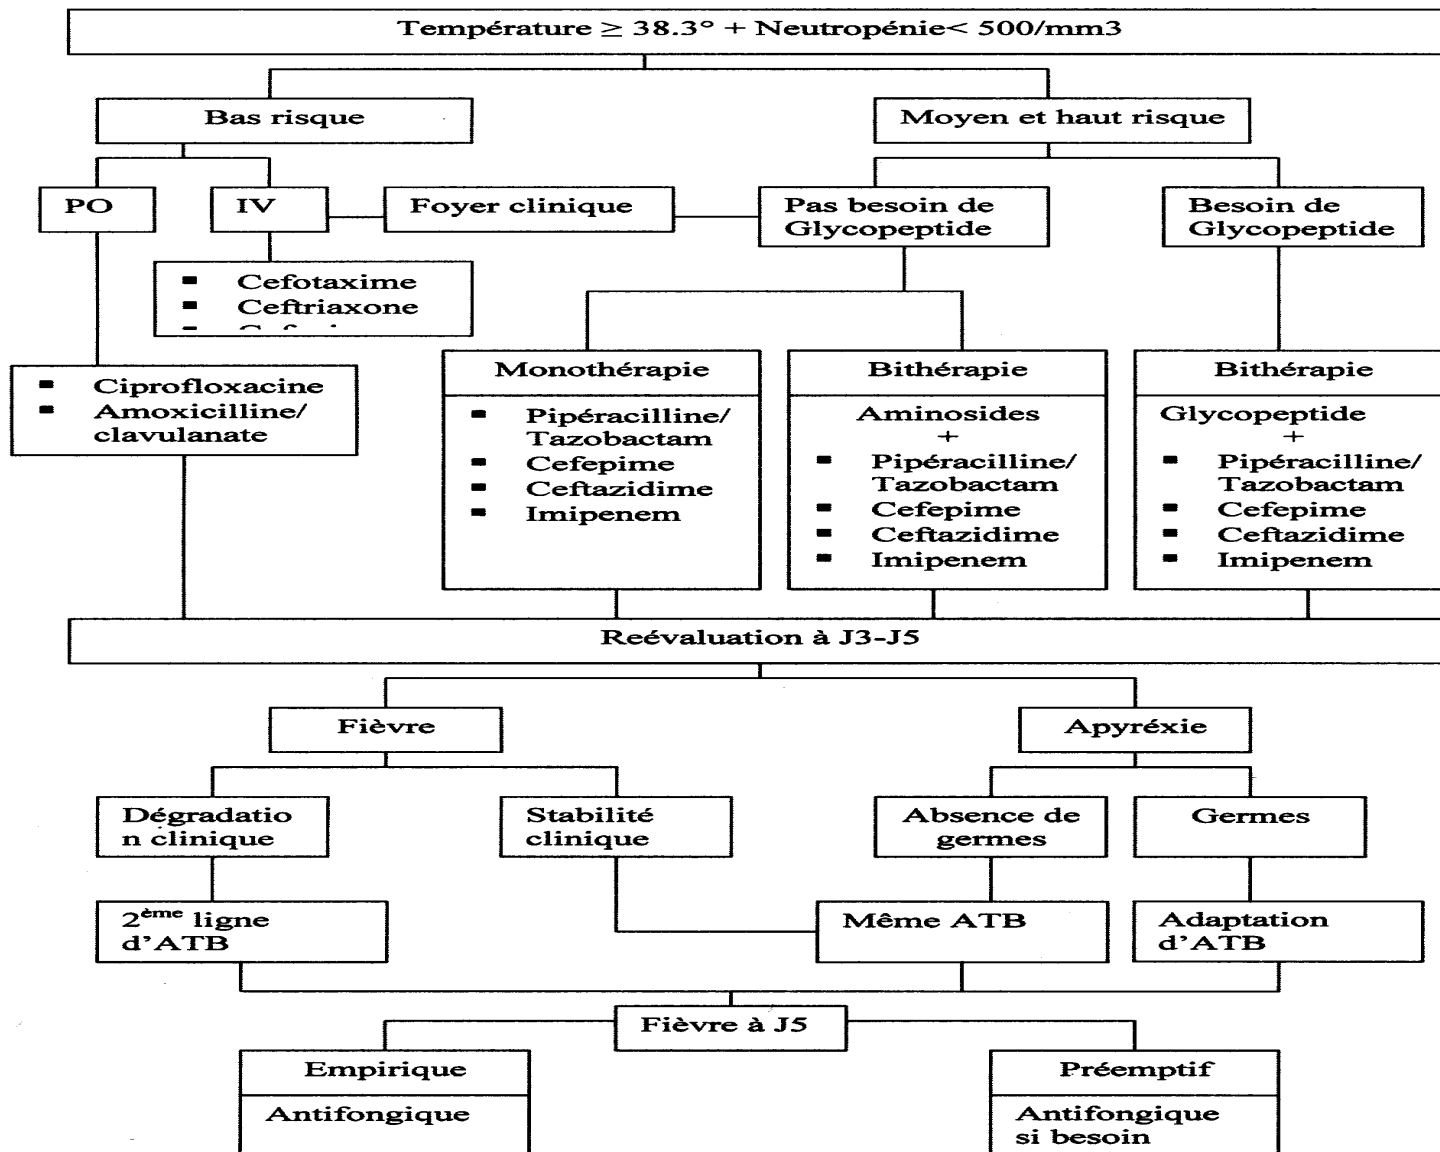 Température ≥ 38.3° + Neutropénie< 500/mm3
Bas risque
Moyen et haut risque
PO
IV
Foyer clinique
Pas besoin de
Glycopeptide
Besoin de
Glycopeptide
▪ Cefotaxime
▪ Ceftriaxone
▪ Ciprofloxacine
▪ Amoxicilline/
clavulanate
Monothérapie
▪ Pipéracilline/
Tazobactam
▪ Cefepime
▪ Ceftazidime
▪ Imipenem
Bithérapie
Aminosides
+
▪ Pipéracilline/
Tazobactam
▪ Cefepime
▪ Ceftazidime
▪ Imipenem
Bithérapie
Glycopeptide
+
▪ Pipéracilline/
Tazobactam
▪ Cefepime
▪ Ceftazidime
▪ Imipenem
Reévaluation à J3-J5
Fièvre
Apyréxie
Dégradatio
n clinique
Stabilité
clinique
Absence de
germes
Germes
2ème ligne
d'ATB
Même ATB
Adaptation
d'ATB
Fièvre à J5
Empirique
Antifongique
Préemptif
Antifongique
si besoin